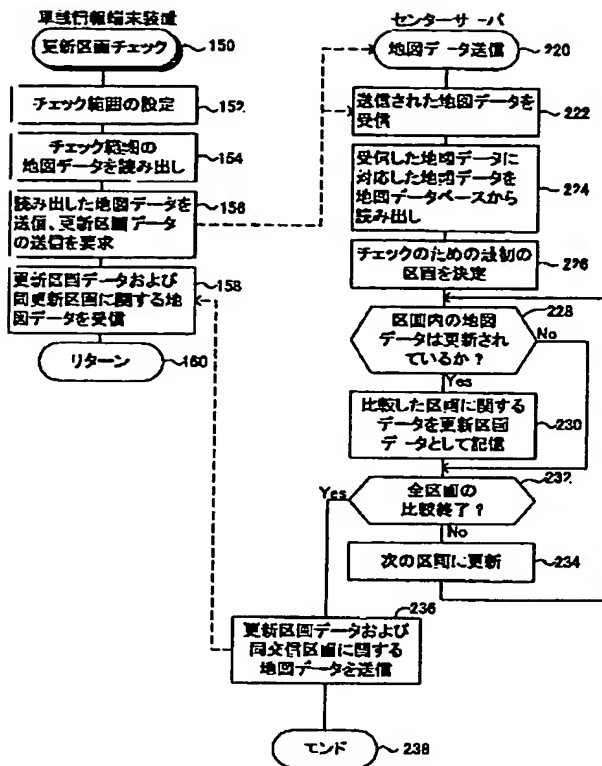 車載情報端末装置
更新区画チェック
150
チェック範囲の設定
152
チェック範囲の
地図データを読み出し
154
読み出した地図データを
送信、更新区画データ
の送信を要求
156
更新区画データおよび
同更新区画に関する地
図データを受信
158
リターン
160
センターサーバ
地図データ送信
220
送信された地図データを
受信
222
受信した地図データに
対応した地図データを
地図データベースから
読み出し
224
チェックのための最初の
区画を決定
226
区画内の地図
データは更新され
ているか？
228
No
Yes
比較した区画に関する
データを更新区画
データとして記憶
230
全区画の
比較終了？
232
Yes
No
次の区画に更新
234
更新区画データおよび
同更新区画に関する
地図データを送信
236
エンド
238